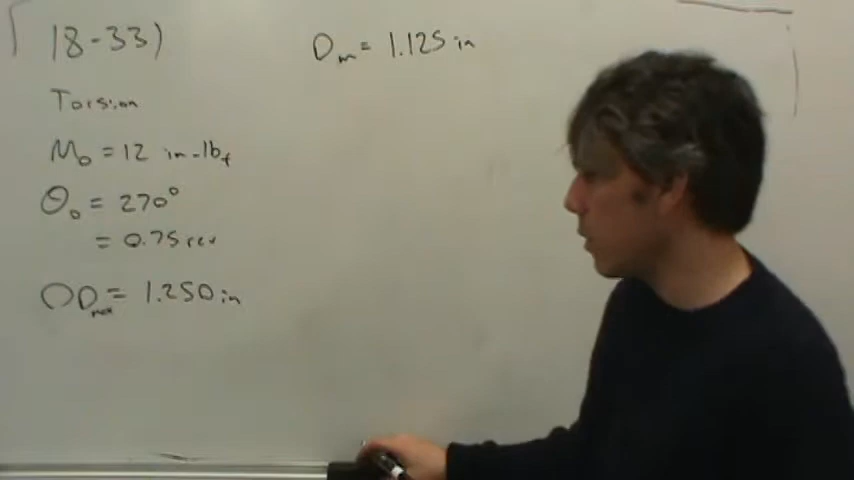 18-33)
Torsion
M₀ = 12 in-lbf
Θ₀ = 270°
= 0.75 rev
ODmax = 1.250 in
Dm = 1.125 in